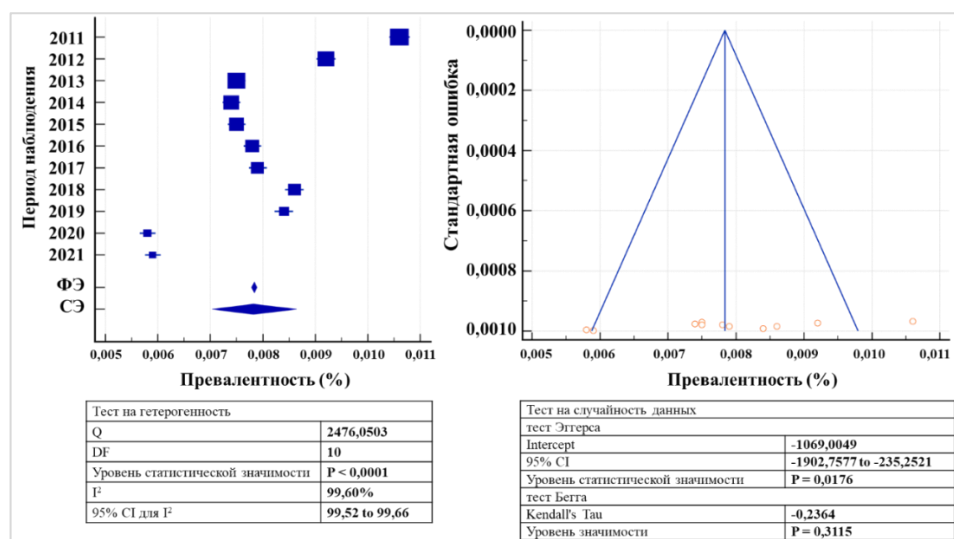 Период наблюдения
2011
2012
2013
2014
2015
2016
2017
2018
2019
2020
2021
ФЭ
СЭ
0,005 0,006 0,007 0,008 0,009 0,010 0,011
Превалентность (%)
Стандартная ошибка
0,0000
0,0002
0,0004
0,0006
0,0008
0,0010
0,005 0,006 0,007 0,008 0,009 0,010 0,011
Превалентность (%)
Тест на гетерогенность
Q 2476,0503
DF 10
Уровень статистической значимости P < 0,0001
I² 99,60%
95% CI для I² 99,52 to 99,66
Тест на случайность данных
тест Эггерса
Intercept -1069,0049
95% CI -1902,7577 to -235,2521
Уровень статистической значимости P = 0,0176
тест Бегга
Kendall's Tau -0,2364
Уровень значимости P = 0,3115